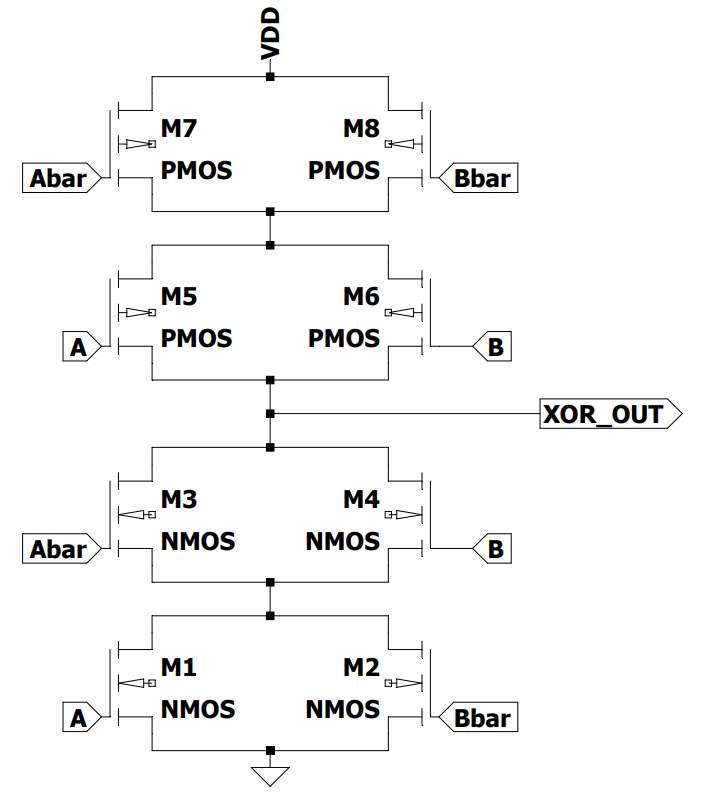 VDD
M7
M8
Abar
PMOS
PMOS
Bbar
M5
M6
A
PMOS
PMOS
B
XOR_OUT
M3
M4
Abar
NMOS
NMOS
B
M1
M2
A
NMOS
NMOS
Bbar